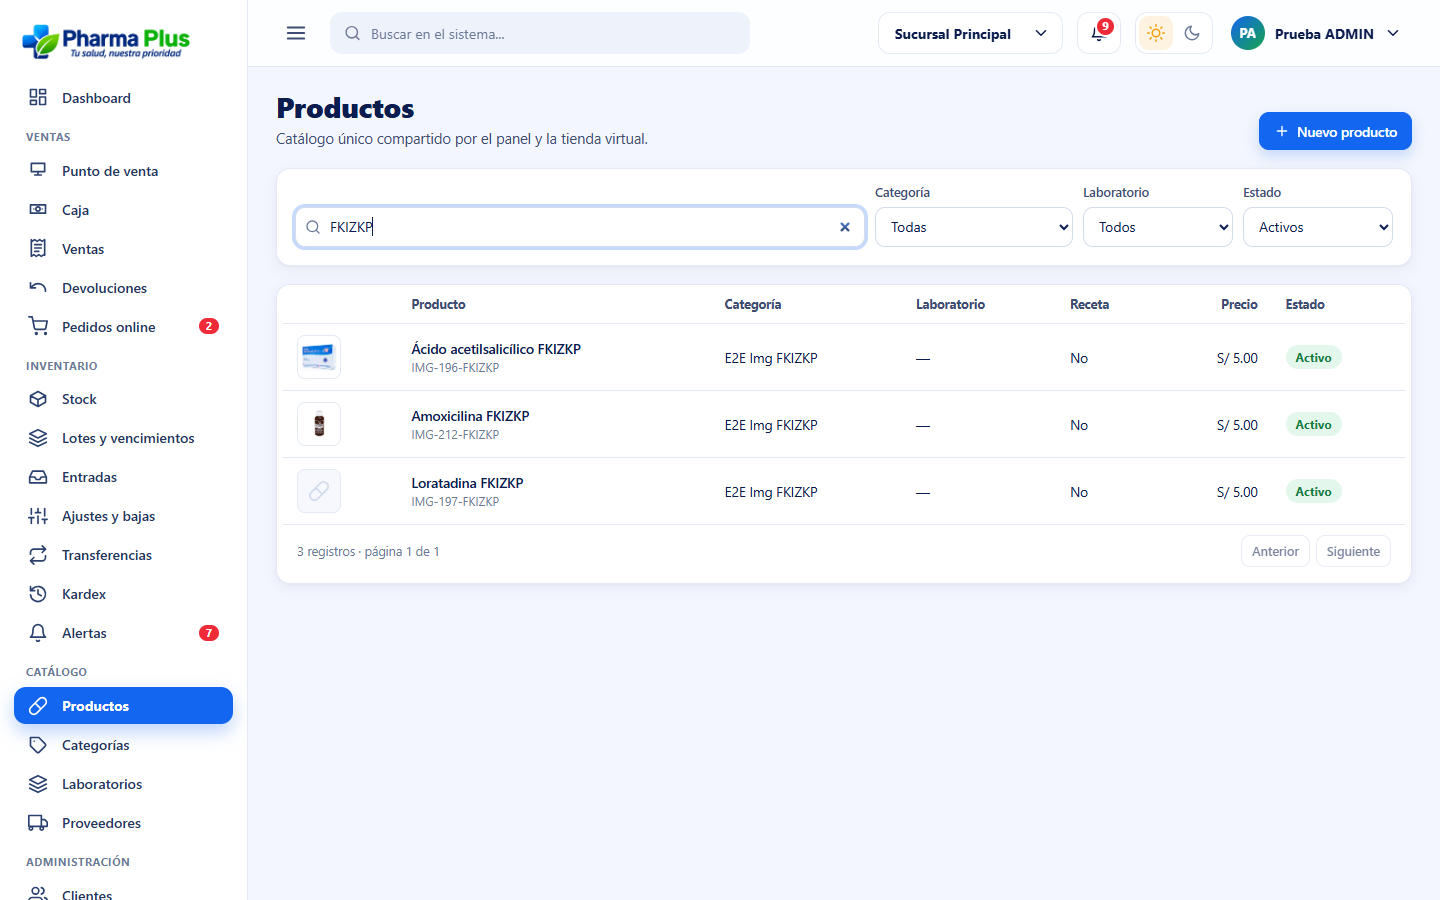 Pharma Plus
Tu salud, nuestra prioridad
Buscar en el sistema...
Sucursal Principal
9
PA
Prueba ADMIN
Dashboard
VENTAS
Punto de venta
Caja
Ventas
Devoluciones
Pedidos online
2
INVENTARIO
Stock
Lotes y vencimientos
Entradas
Ajustes y bajas
Transferencias
Kardex
Alertas
7
CATÁLOGO
Productos
Categorías
Laboratorios
Proveedores
ADMINISTRACIÓN
Clientes
Productos
Catálogo único compartido por el panel y la tienda virtual.
+ Nuevo producto
Categoría
Laboratorio
Estado
FKIZKP
Todas
Todos
Activos
Producto
Categoría
Laboratorio
Receta
Precio
Estado
Ácido acetilsalicílico FKIZKP
IMG-196-FKIZKP
E2E Img FKIZKP
—
No
S/ 5.00
Activo
Amoxicilina FKIZKP
IMG-212-FKIZKP
E2E Img FKIZKP
—
No
S/ 5.00
Activo
Loratadina FKIZKP
IMG-197-FKIZKP
E2E Img FKIZKP
—
No
S/ 5.00
Activo
3 registros · página 1 de 1
Anterior
Siguiente